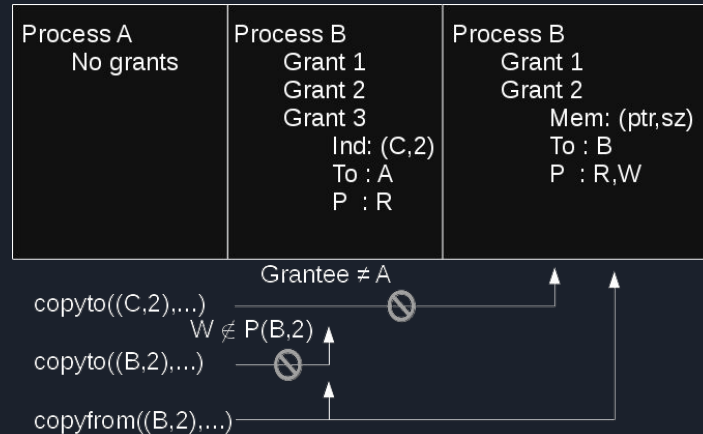 Process A
No grants
Process B
Grant 1
Grant 2
Grant 3
Ind: (C,2)
To : A
P : R
Process B
Grant 1
Grant 2
Mem: (ptr,sz)
To : B
P : R,W
Grantee ≠ A
copyto((C,2),...)
W ∉ P(B,2)
copyto((B,2),...)
copyfrom((B,2),...)